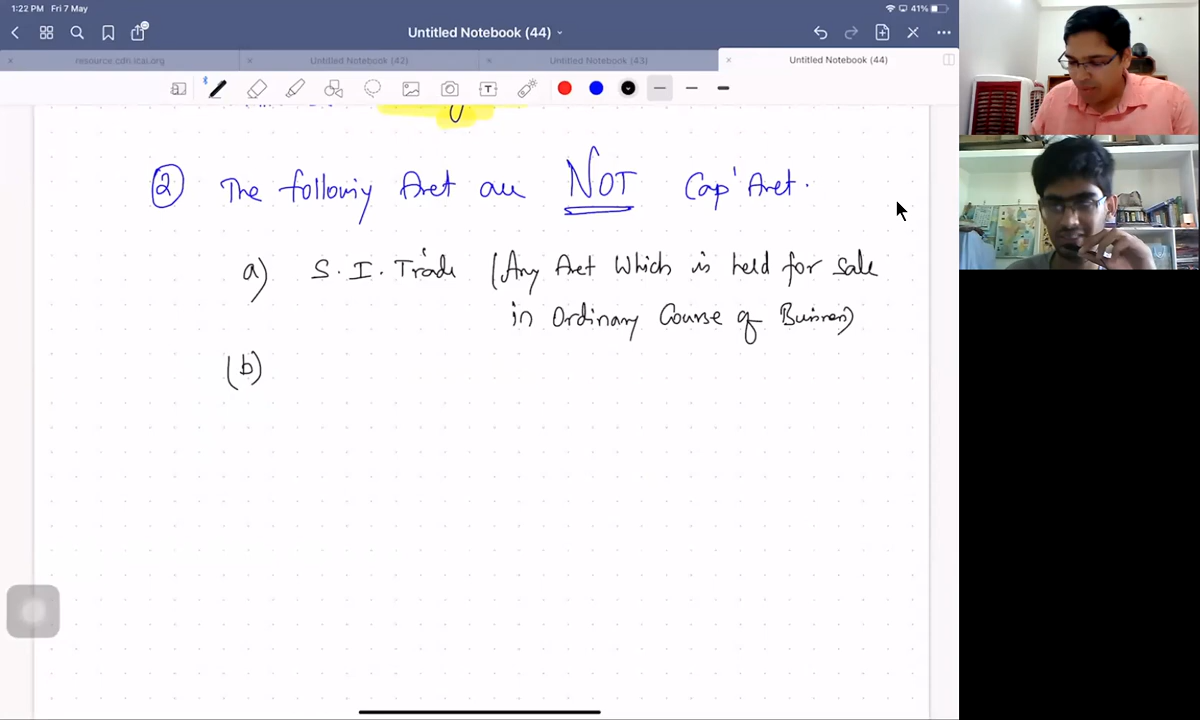 1:22 PM Fri 7 May
41%
Untitled Notebook (44)
resource.cdn.icai.org
Untitled Notebook (42)
Untitled Notebook (43)
Untitled Notebook (44)
② The following Asset are NOT Cap' Asset.
a) S. I. Trade (Any Asset Which is held for Sale
in Ordinary Course of Business)
(b)